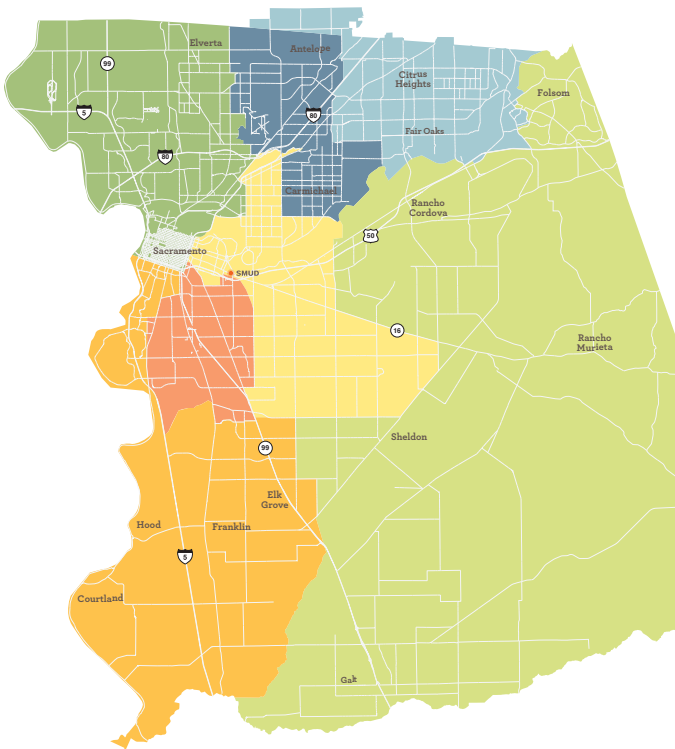 Elverta
Antelope
99
Citrus
Heights
Folsom
5
80
Fair Oaks
80
Carmichael
Rancho
Cordova
50
Sacramento
SMUD
16
Rancho
Murieta
Sheldon
99
Elk
Grove
Hood
Franklin
5
Courtland
Galt